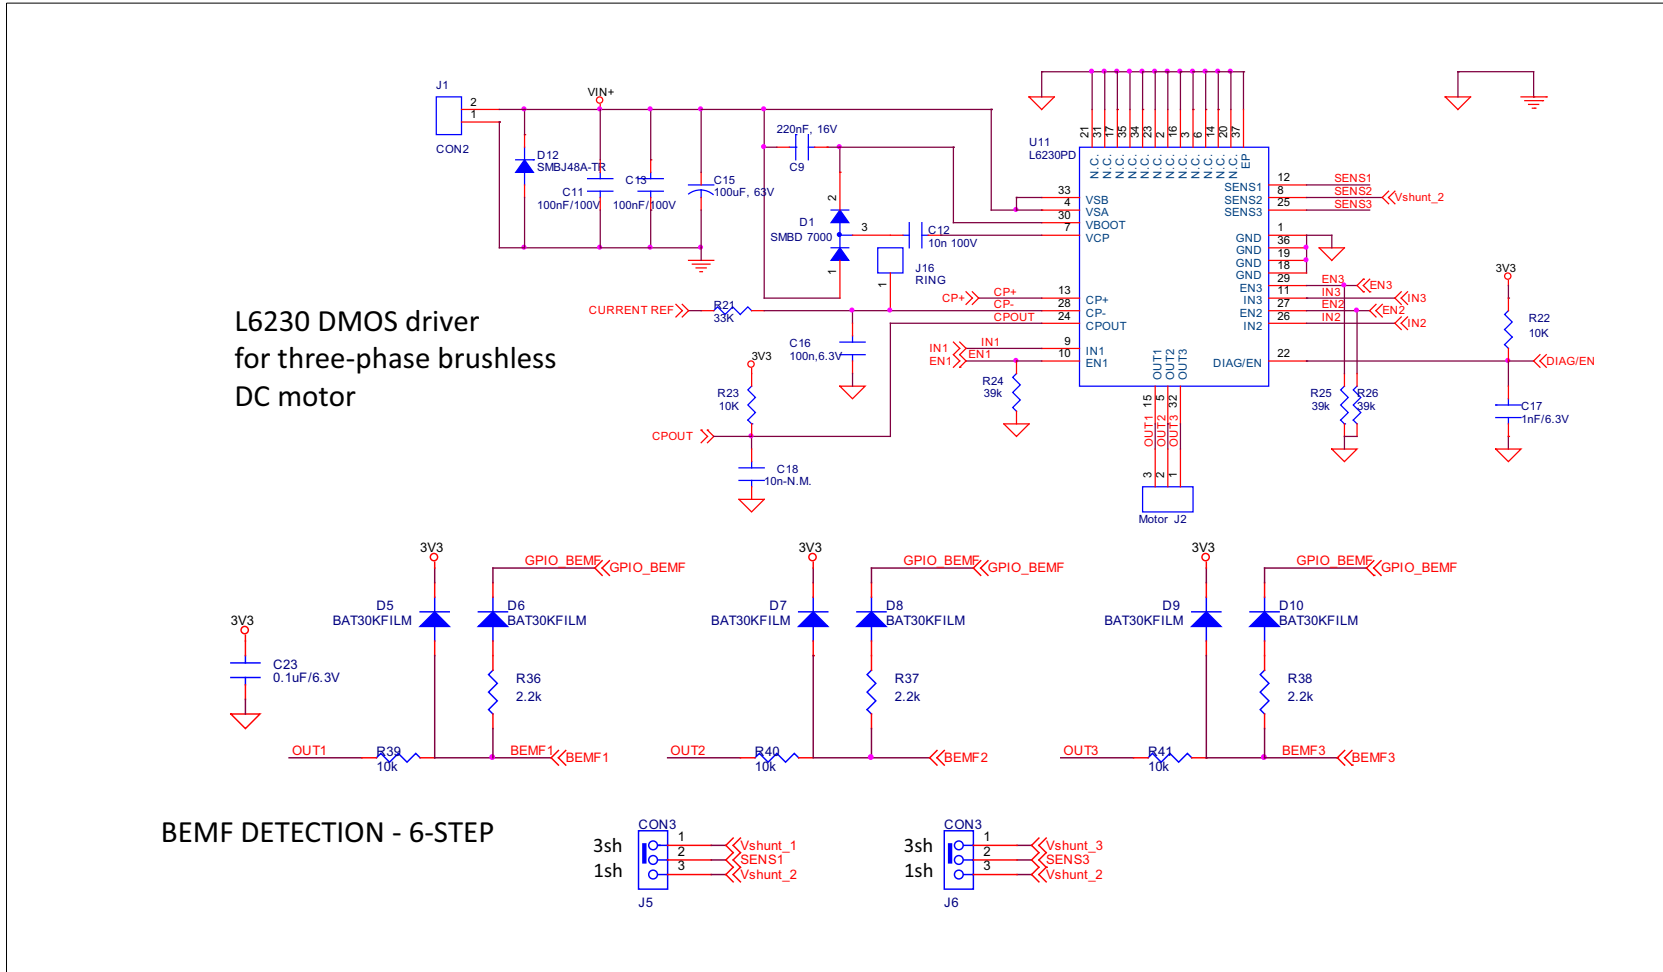 J1
2
1
CON2
VIN+
D12
SMBJ48A-TR
C11
100nF/100V
C13
100nF/100V
C15
100uF, 63V
220nF, 16V
C9
2
D1
SMBD 7000
3
1
C12
10n 100V
J16
RING
1
U11
L6230PD
21
31
17
35
34
23
2
16
3
6
14
20
37
N.C.
N.C.
N.C.
N.C.
N.C.
N.C.
N.C.
N.C.
N.C.
N.C.
N.C.
N.C.
EP
33
VSB
4
VSA
30
VBOOT
7
VCP
CP+
CP+
13
CP+
CP-
28
CP-
CPOUT
24
CPOUT
IN1
IN1
9
IN1
EN1
EN1
10
EN1
SENS1
12
SENS1
SENS2
8
SENS2
Vshunt_2
SENS3
25
SENS3
GND
1
GND
36
GND
19
GND
18
EN3
29
EN3
EN3
IN3
11
IN3
IN3
EN2
27
EN2
EN2
IN2
26
IN2
IN2
DIAG/EN
22
DIAG/EN
OUT1
OUT2
OUT3
15
5
32
OUT1
OUT2
OUT3
3
2
1
Motor J2
CURRENT REF
R21
33K
C16
100n,6.3V
3V3
R23
10K
CPOUT
C18
10n-N.M.
R24
39k
R25
39k
R26
39k
3V3
R22
10K
C17
1nF/6.3V
L6230 DMOS driver
for three-phase brushless
DC motor
3V3
C23
0.1uF/6.3V
3V3
GPIO_BEMF
GPIO_BEMF
D5
BAT30KFILM
D6
BAT30KFILM
R36
2.2k
OUT1
R39
10k
BEMF1
BEMF1
3V3
GPIO_BEMF
GPIO_BEMF
D7
BAT30KFILM
D8
BAT30KFILM
R37
2.2k
OUT2
R40
10k
BEMF2
3V3
GPIO_BEMF
GPIO_BEMF
D9
BAT30KFILM
D10
BAT30KFILM
R38
2.2k
OUT3
R41
10k
BEMF3
BEMF3
BEMF DETECTION - 6-STEP
CON3
3sh
1sh
1
2
3
Vshunt_1
SENS1
Vshunt_2
J5
CON3
3sh
1sh
1
2
3
Vshunt_3
SENS3
Vshunt_2
J6